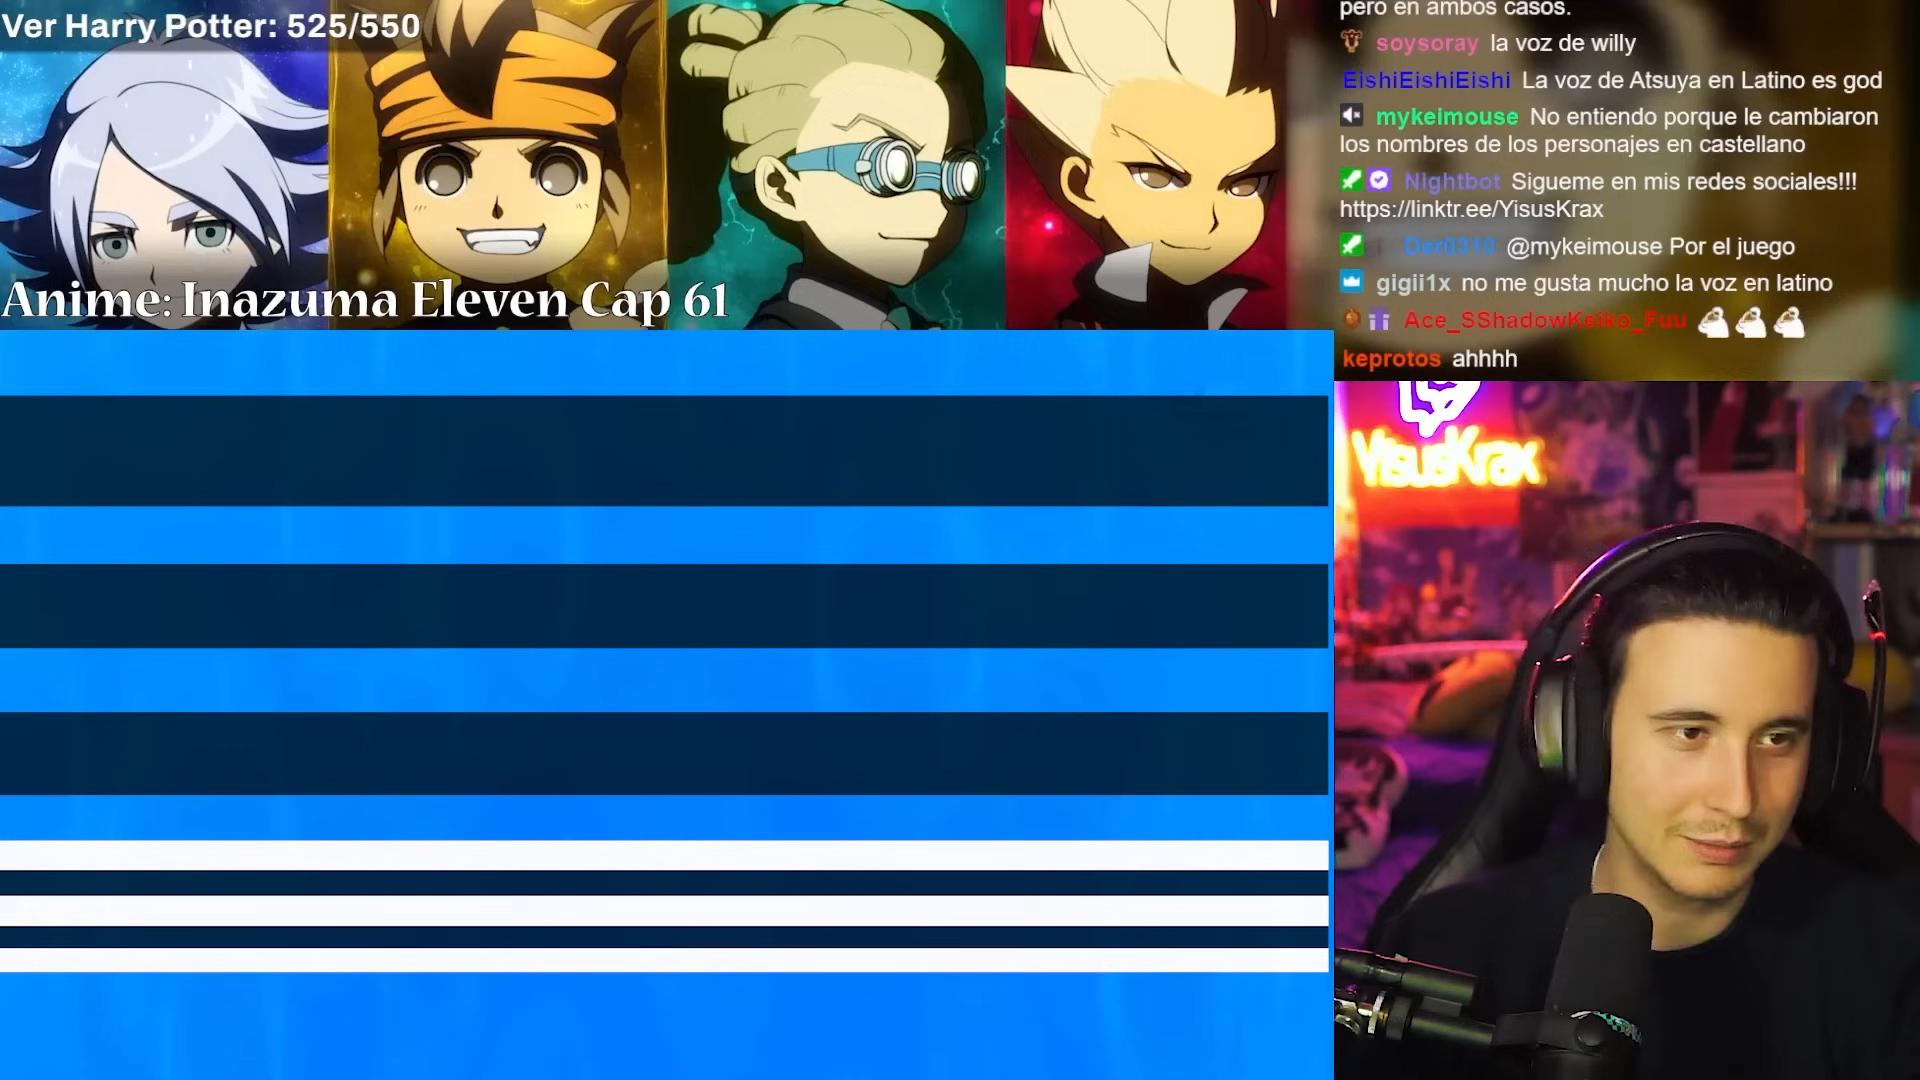 Ver Harry Potter: 525/550
Anime: Inazuma Eleven Cap 61
pero en ambos casos.
soysoray la voz de willy
EishiEishiEishi La voz de Atsuya en Latino es god
mykeimouse No entiendo porque le cambiaron
los nombres de los personajes en castellano
Nightbot Sigueme en mis redes sociales!!!
https://linktr.ee/YisusKrax
Der0310 @mykeimouse Por el juego
gigii1x no me gusta mucho la voz en latino
Ace_SShadowKeiko_Fuu
keprotos ahhhh
YisusKrax